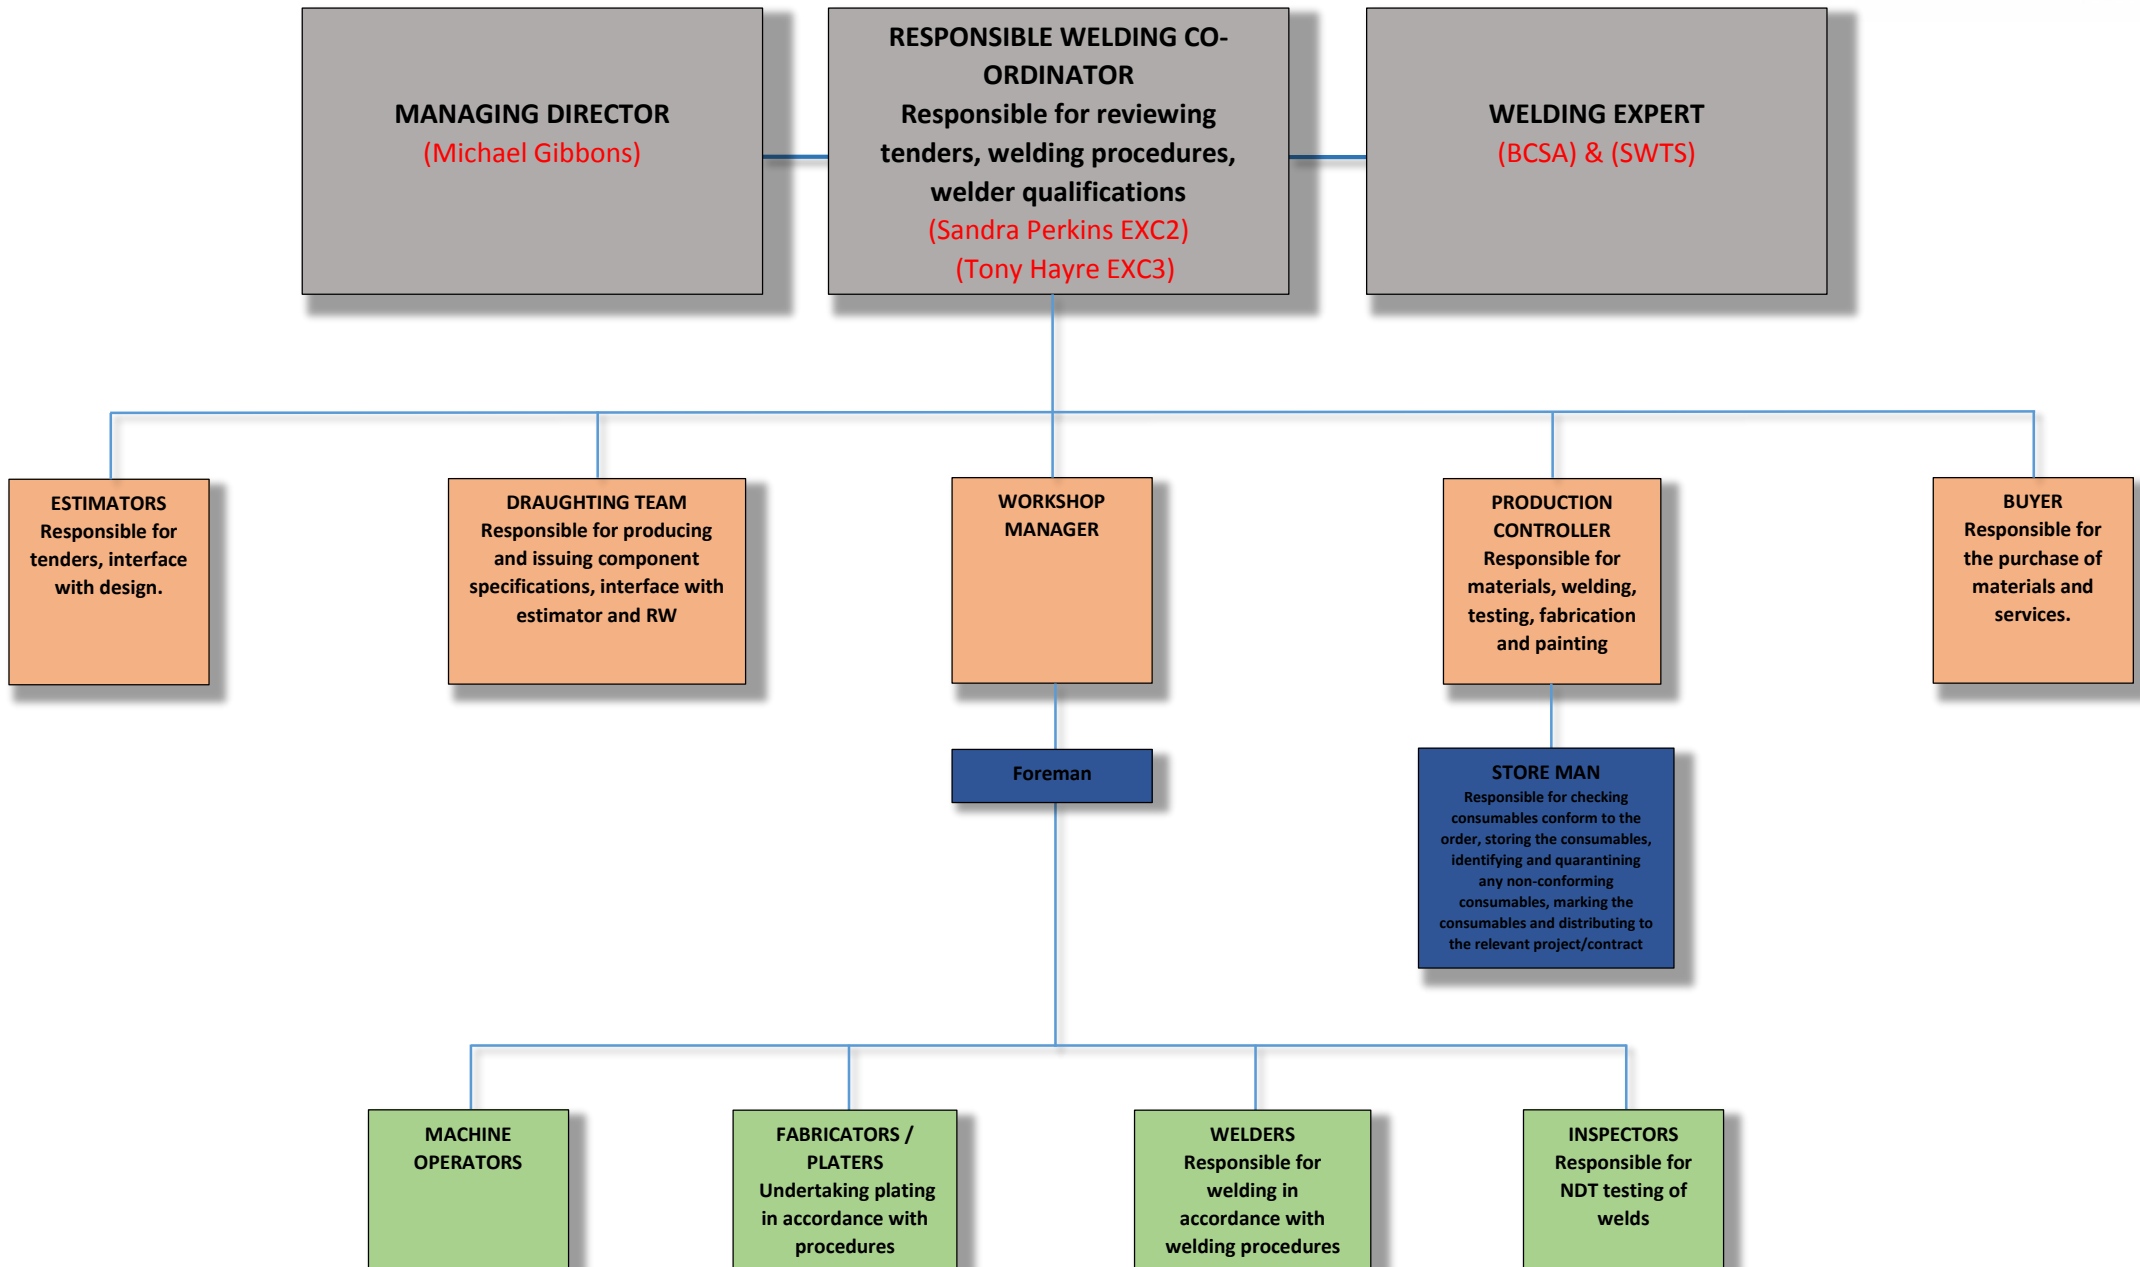 MANAGING DIRECTOR
(Michael Gibbons)
RESPONSIBLE WELDING CO-
ORDINATOR
Responsible for reviewing
tenders, welding procedures,
welder qualifications
(Sandra Perkins EXC2)
(Tony Hayre EXC3)
WELDING EXPERT
(BCSA) & (SWTS)
ESTIMATORS
Responsible for
tenders, interface
with design.
DRAUGHTING TEAM
Responsible for producing
and issuing component
specifications, interface with
estimator and RW
WORKSHOP
MANAGER
PRODUCTION
CONTROLLER
Responsible for
materials, welding,
testing, fabrication
and painting
BUYER
Responsible for
the purchase of
materials and
services.
Foreman
STORE MAN
Responsible for checking
consumables conform to the
order, storing the consumables,
identifying and quarantining
any non-conforming
consumables, marking the
consumables and distributing to
the relevant project/contract
MACHINE
OPERATORS
FABRICATORS /
PLATERS
Undertaking plating
in accordance with
procedures
WELDERS
Responsible for
welding in
accordance with
welding procedures
INSPECTORS
Responsible for
NDT testing of
welds